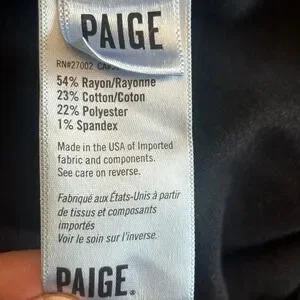 PAIGE
RN#27002
54% Rayon/Rayonne
23% Cotton/Coton
22% Polyester
1% Spandex
Made in the USA of Imported
fabric and components.
See care on reverse.
Fabriqué aux États-Unis à partir
de tissus et composants
importés
Voir le soin sur l'inverse.
PAIGE®